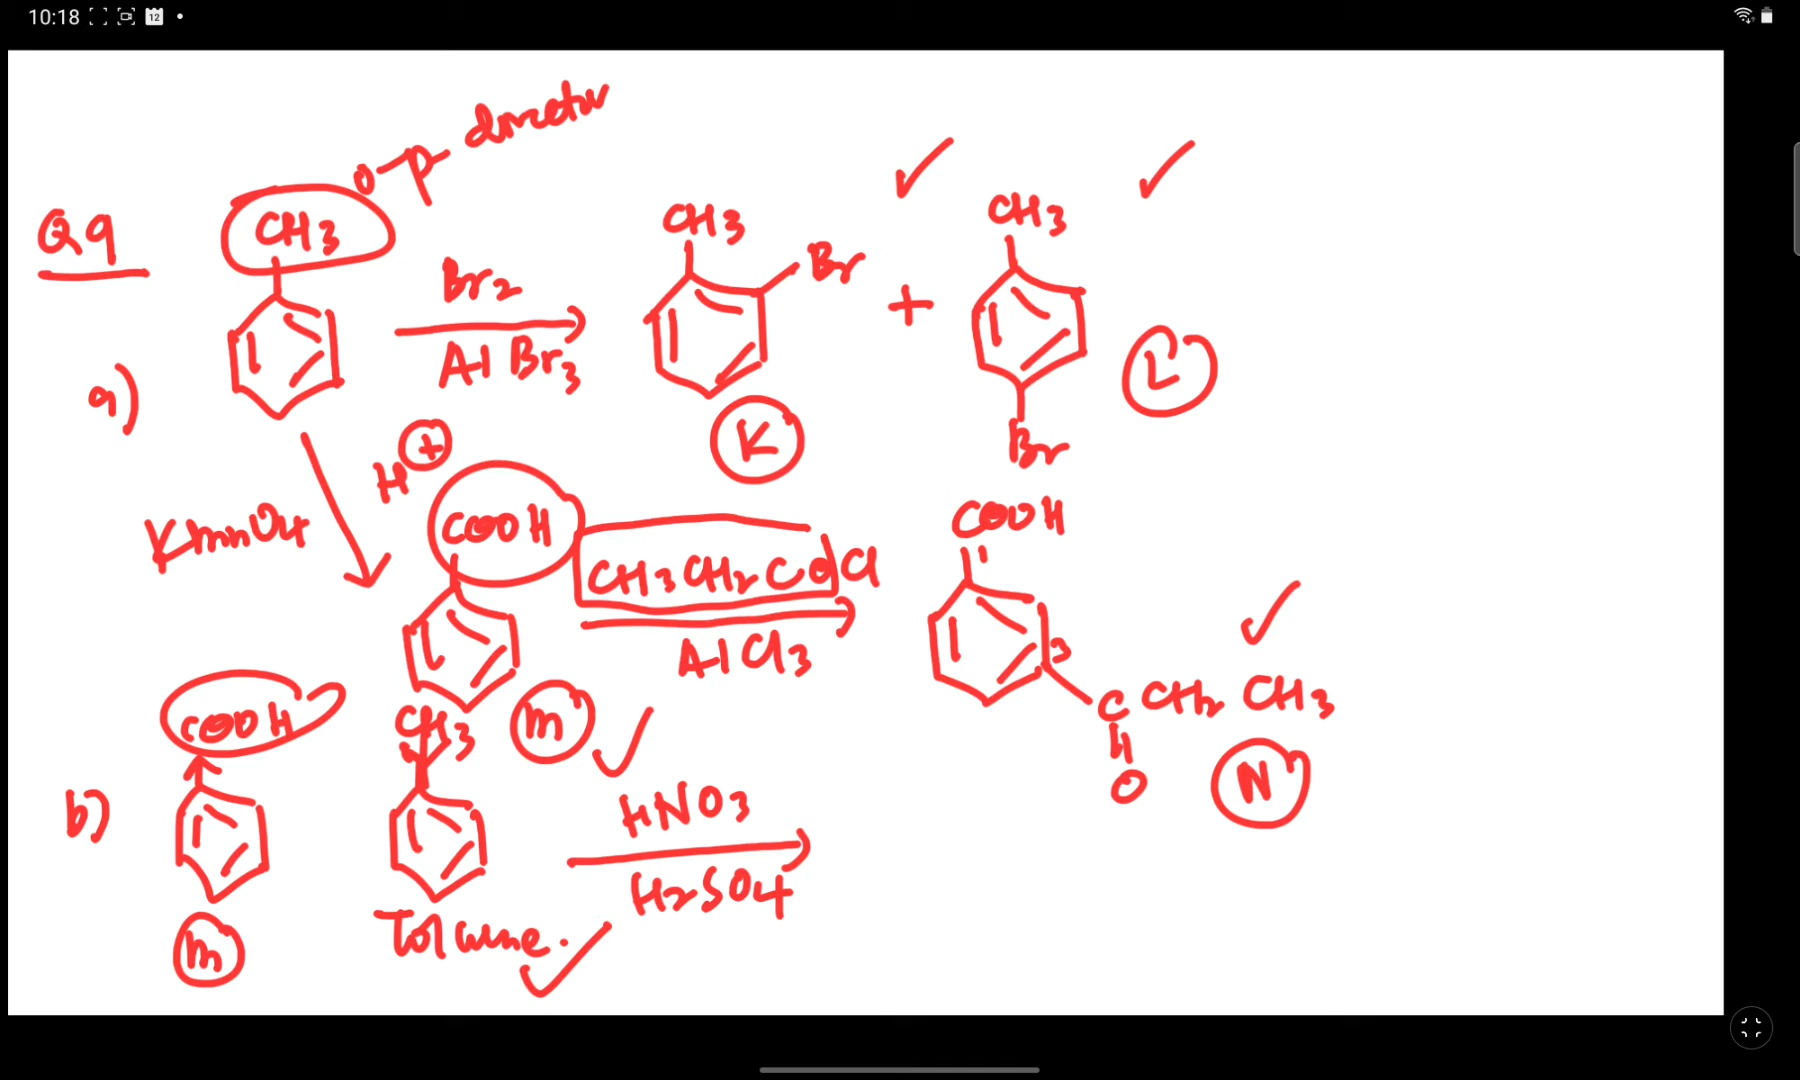 10:18
12
o-p director
Q9
CH3
Br2
AlBr3
CH3
Br
+
CH3
Br
K
L
a)
KMnO4
H+
COOH
CH3CH2COCl
AlCl3
COOH
3
C CH2 CH3
O
M
N
b)
COOH
M
CH3
Toluene.
HNO3
H2SO4